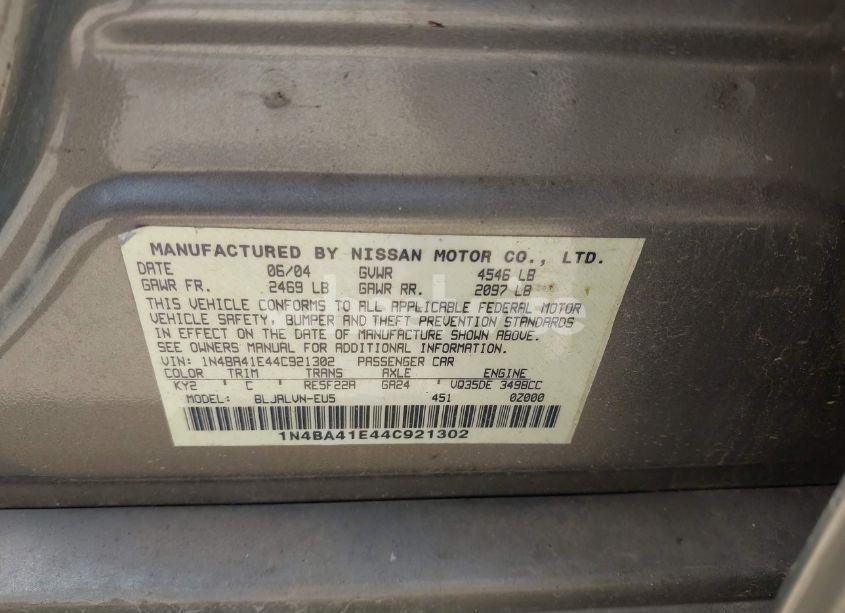 MANUFACTURED BY NISSAN MOTOR CO., LTD.
DATE 06/04 GVWR 4546 LB
GAWR FR. 2469 LB GAWR RR. 2097 LB
THIS VEHICLE CONFORMS TO ALL APPLICABLE FEDERAL MOTOR
VEHICLE SAFETY, BUMPER AND THEFT PREVENTION STANDARDS
IN EFFECT ON THE DATE OF MANUFACTURE SHOWN ABOVE.
SEE OWNERS MANUAL FOR ADDITIONAL INFORMATION.
VIN: 1N4BA41E44C921302 PASSENGER CAR
COLOR TRIM TRANS AXLE ENGINE
KY2 C RE5F22A GA24 VQ35DE 3498CC
MODEL: BLJALVN-EU5 451 0Z000
1N4BA41E44C921302